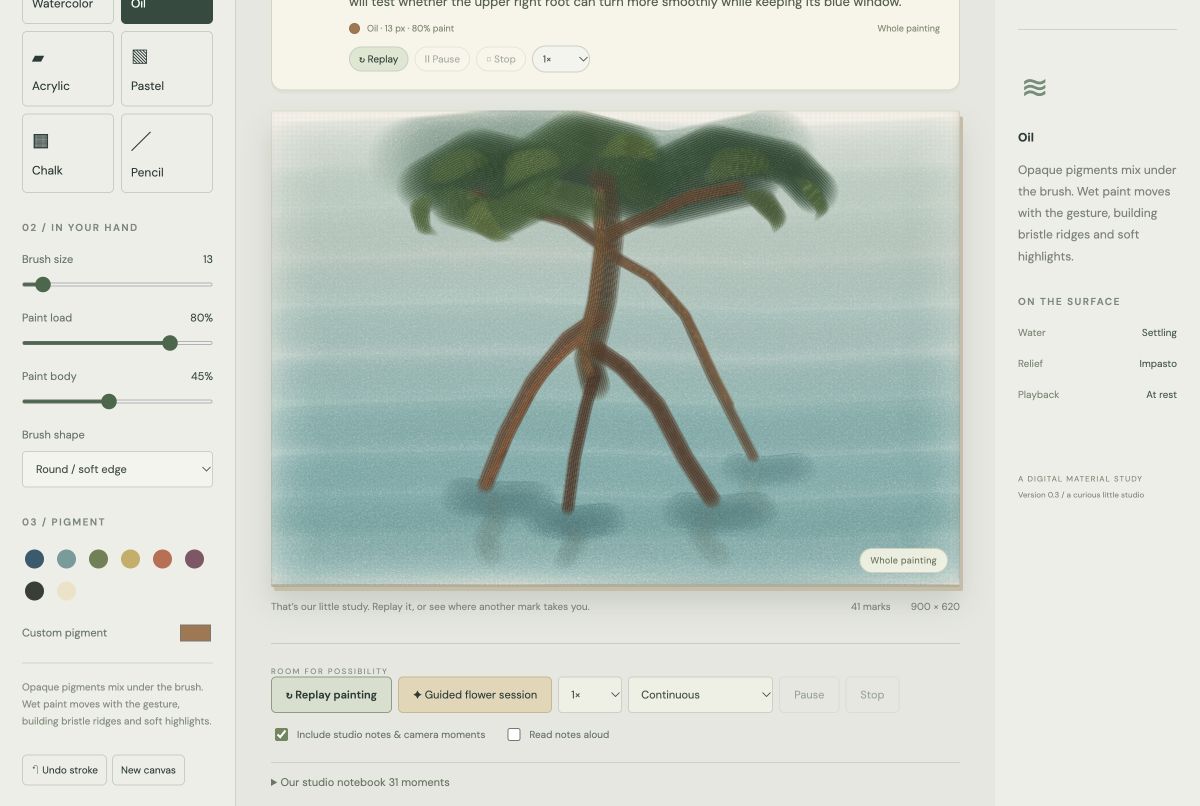 Watercolor
Oil
Acrylic
Pastel
Chalk
Pencil
02 / IN YOUR HAND
Brush size 13
Paint load 80%
Paint body 45%
Brush shape
Round / soft edge
03 / PIGMENT
Custom pigment
Opaque pigments mix under the brush.
Wet paint moves with the gesture,
building bristle ridges and soft highlights.
Undo stroke
New canvas
will test whether the upper right root can turn more smoothly while keeping its blue window.
Oil · 13 px · 80% paint
Whole painting
↻ Replay
II Pause
▫ Stop
1×
Whole painting
That's our little study. Replay it, or see where another mark takes you.
41 marks
900 × 620
ROOM FOR POSSIBILITY
↻ Replay painting
✦ Guided flower session
1×
Continuous
Pause
Stop
Include studio notes & camera moments
Read notes aloud
▶ Our studio notebook 31 moments
Oil
Opaque pigments mix under
the brush. Wet paint moves
with the gesture, building
bristle ridges and soft
highlights.
ON THE SURFACE
Water Settling
Relief Impasto
Playback At rest
A DIGITAL MATERIAL STUDY
Version 0.3 / a curious little studio